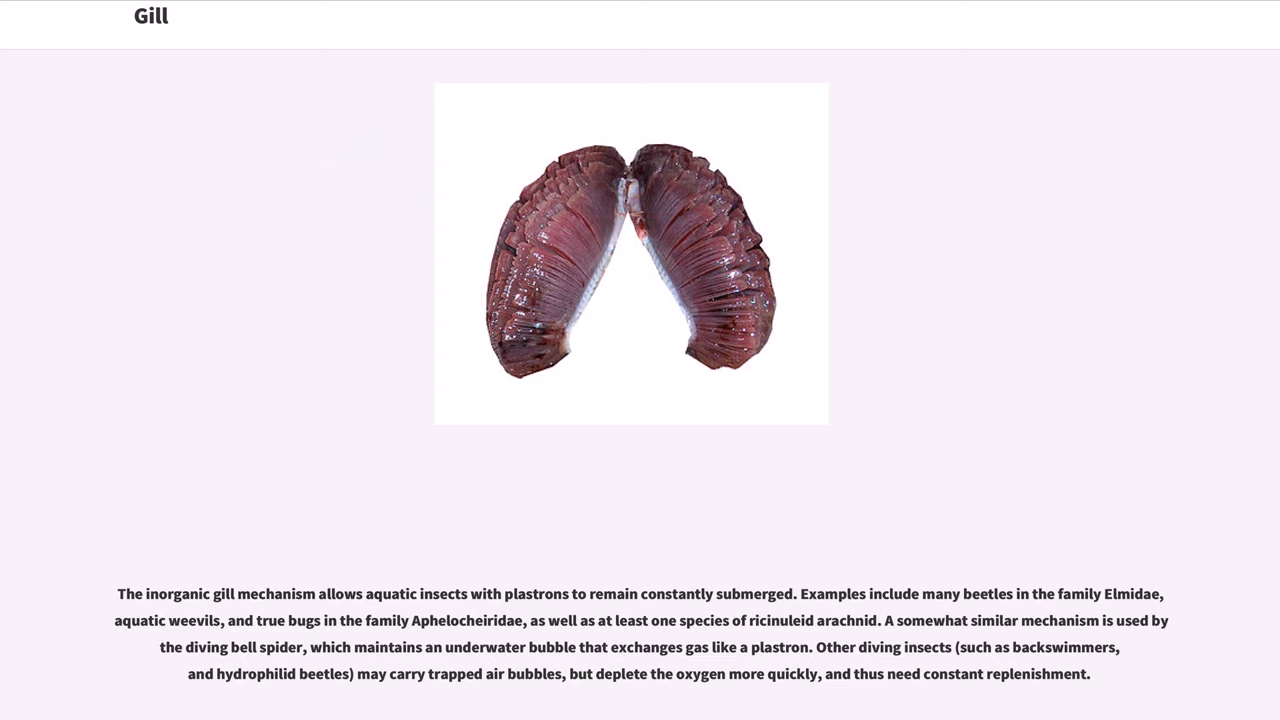 Gill
The inorganic gill mechanism allows aquatic insects with plastrons to remain constantly submerged. Examples include many beetles in the family Elmidae,
aquatic weevils, and true bugs in the family Aphelocheiridae, as well as at least one species of ricinuleid arachnid. A somewhat similar mechanism is used by
the diving bell spider, which maintains an underwater bubble that exchanges gas like a plastron. Other diving insects (such as backswimmers,
and hydrophilid beetles) may carry trapped air bubbles, but deplete the oxygen more quickly, and thus need constant replenishment.